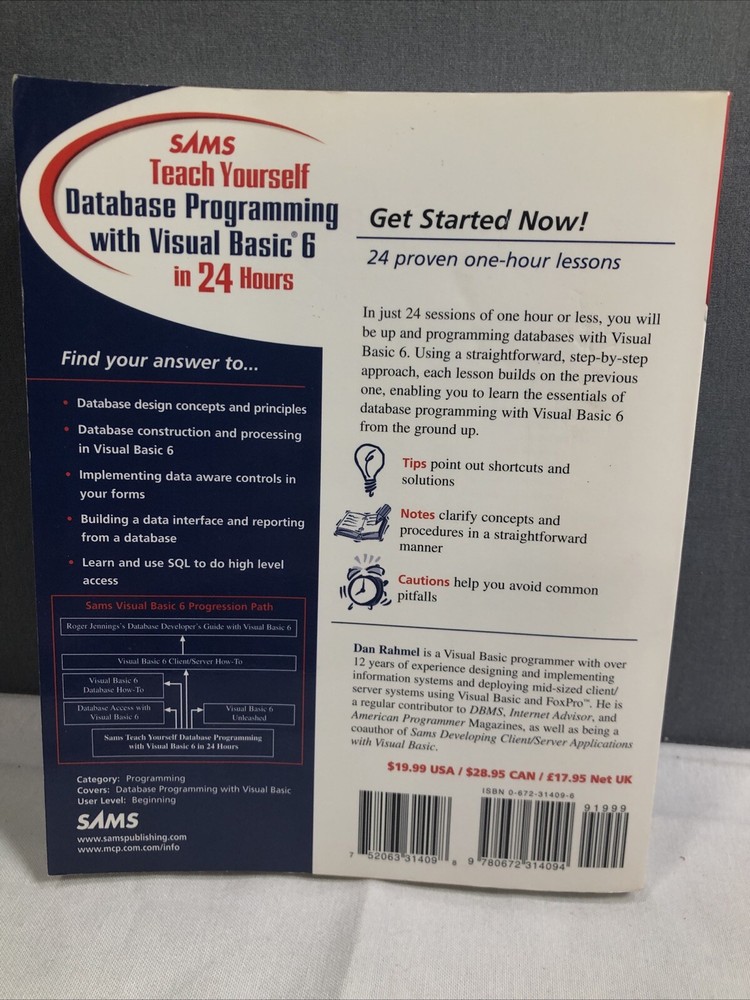 SAMS
Teach Yourself
Database Programming
with Visual Basic® 6
in 24 Hours
Find your answer to...
• Database design concepts and principles
• Database construction and processing
in Visual Basic 6
• Implementing data aware controls in
your forms
• Building a data interface and reporting
from a database
• Learn and use SQL to do high level
access
Sams Visual Basic 6 Progression Path
Roger Jennings's Database Developer's Guide with Visual Basic 6
Visual Basic 6 Client/Server How-To
Visual Basic 6
Database How-To
Database Access with
Visual Basic 6
Visual Basic 6
Unleashed
Sams Teach Yourself Database Programming
with Visual Basic 6 in 24 Hours
Category: Programming
Covers: Database Programming with Visual Basic
User Level: Beginning
SAMS
www.samspublishing.com
www.mcp.com.com/info
Get Started Now!
24 proven one-hour lessons
In just 24 sessions of one hour or less, you will
be up and programming databases with Visual
Basic 6. Using a straightforward, step-by-step
approach, each lesson builds on the previous
one, enabling you to learn the essentials of
database programming with Visual Basic 6
from the ground up.
Tips point out shortcuts and
solutions
Notes clarify concepts and
procedures in a straightforward
manner
Cautions help you avoid common
pitfalls
Dan Rahmel is a Visual Basic programmer with over
12 years of experience designing and implementing
information systems and deploying mid-sized client/
server systems using Visual Basic and FoxPro™. He is
a regular contributor to DBMS, Internet Advisor, and
American Programmer Magazines, as well as being a
coauthor of Sams Developing Client/Server Applications
with Visual Basic.
$19.99 USA / $28.95 CAN / £17.95 Net UK
ISBN 0-672-31409-6
91999
7 52063 31409 8
9 780672 314094